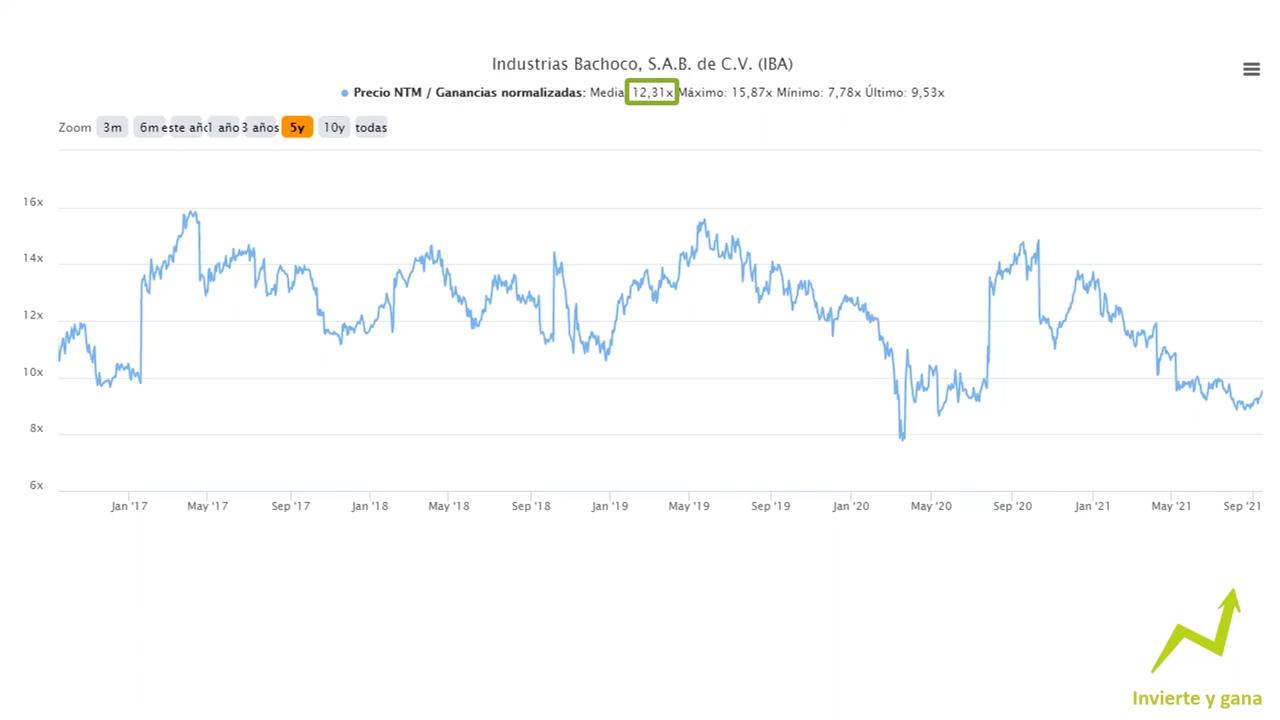 Industrias Bachoco, S.A.B. de C.V. (IBA)
Precio NTM / Ganancias normalizadas: Media 12,31x Máximo: 15,87x Mínimo: 7,78x Último: 9,53x
Zoom 3m 6m este año 1 año 3 años 5y 10y todas
16x
14x
12x
10x
8x
6x
Jan '17 May '17 Sep '17 Jan '18 May '18 Sep '18 Jan '19 May '19 Sep '19 Jan '20 May '20 Sep '20 Jan '21 May '21 Sep '21
Invierte y gana